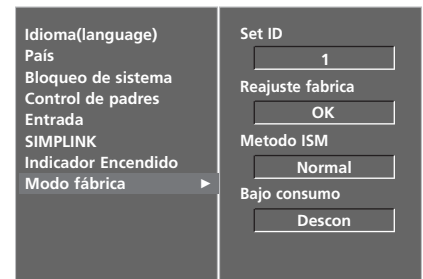 Idioma(language)
País
Bloqueo de sistema
Control de padres
Entrada
SIMPLINK
Indicador Encendido
Modo fábrica ►
Set ID
1
Reajuste fabrica
OK
Metodo ISM
Normal
Bajo consumo
Descon